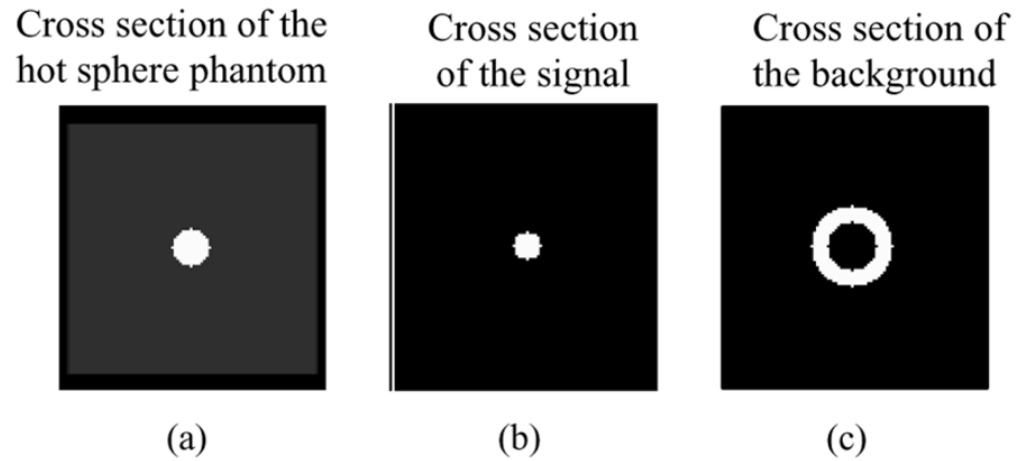 Cross section of the
hot sphere phantom
Cross section
of the signal
Cross section of
the background
(a)
(b)
(c)